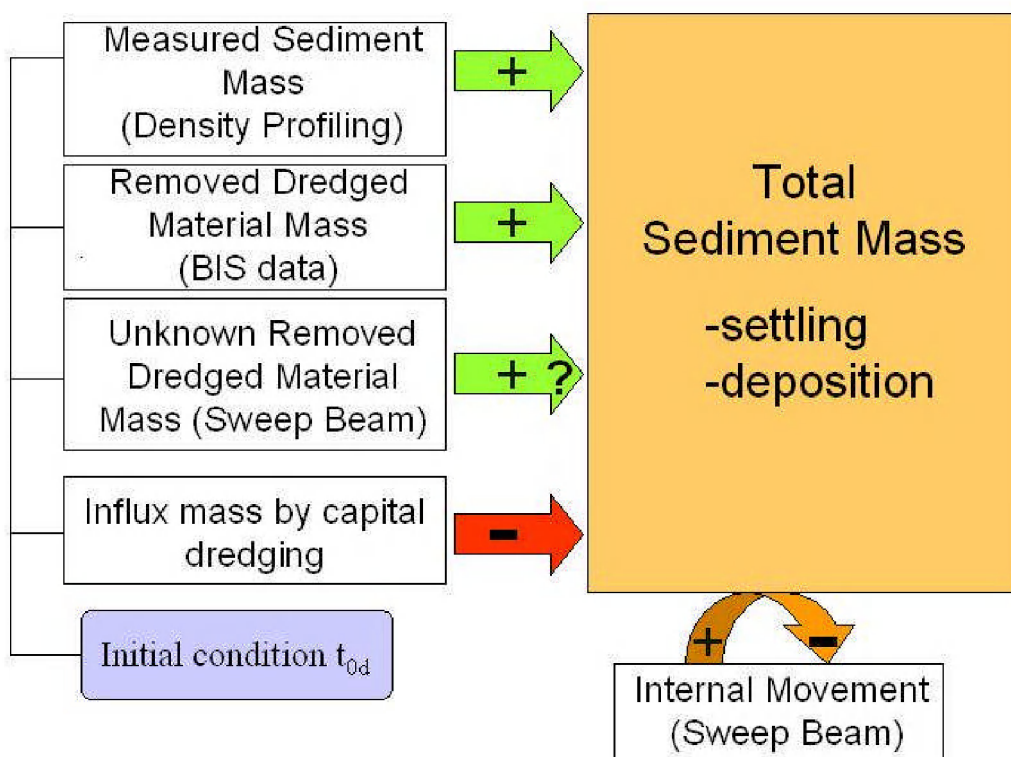 Measured Sediment
Mass
(Density Profiling)
+
Removed Dredged
Material Mass
(BIS data)
+
Unknown Removed
Dredged Material
Mass (Sweep Beam)
+ ?
Influx mass by capital
dredging
-
Initial condition t0d
Total
Sediment Mass
-settling
-deposition
+ -
Internal Movement
(Sweep Beam)